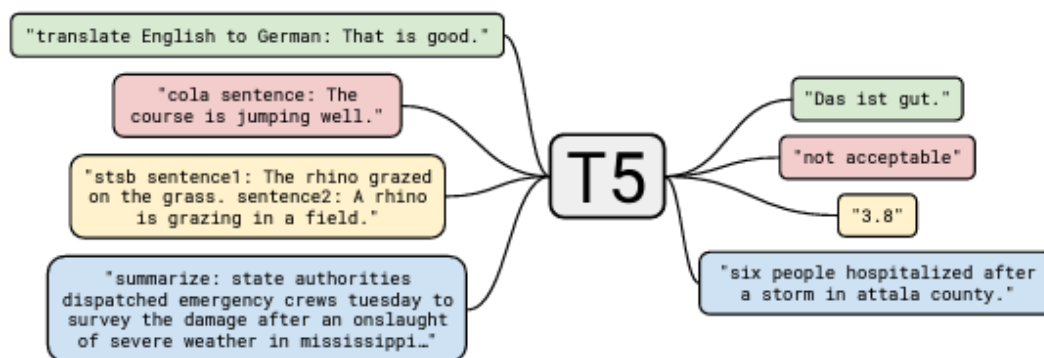 "translate English to German: That is good."
"cola sentence: The
course is jumping well."
"stsb sentence1: The rhino grazed
on the grass. sentence2: A rhino
is grazing in a field."
"summarize: state authorities
dispatched emergency crews tuesday to
survey the damage after an onslaught
of severe weather in mississippi…"
T5
"Das ist gut."
"not acceptable"
"3.8"
"six people hospitalized after
a storm in attala county."